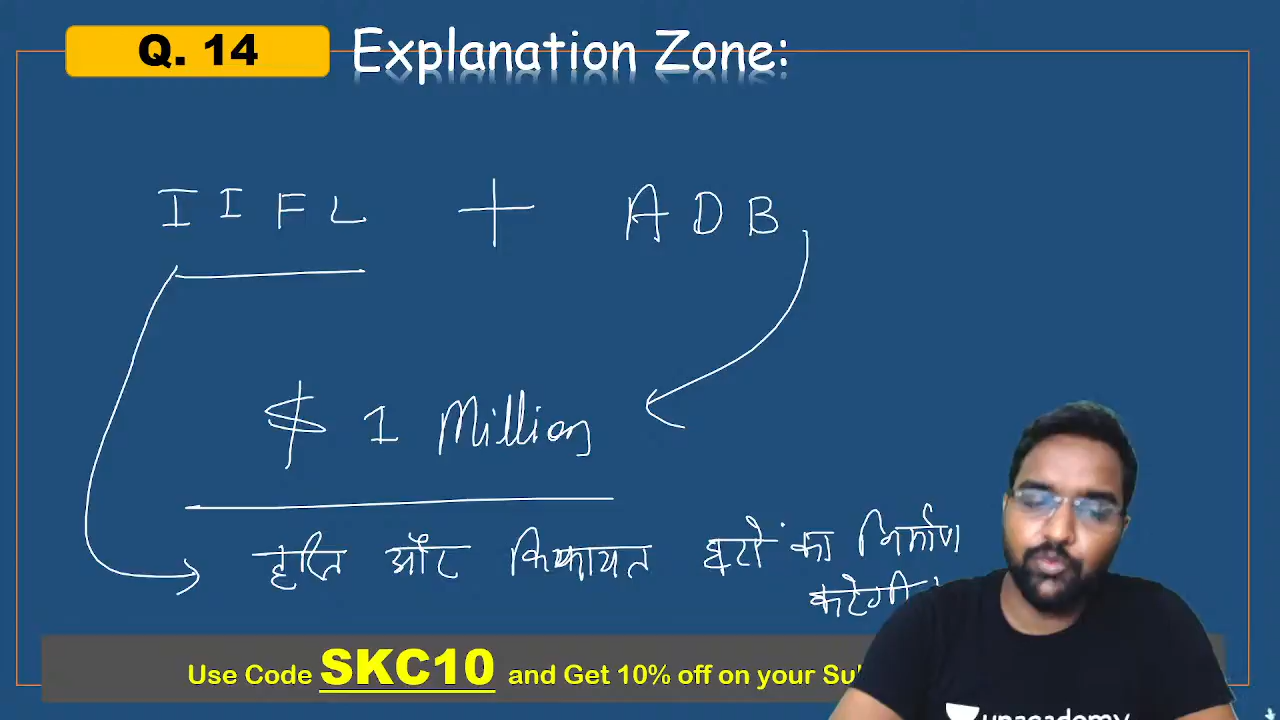 Q. 14
Explanation Zone:
IIFL + ADB
$ 1 Million
हरित और किफायत घरों का निर्माण
करेगी
Use Code SKC10 and Get 10% off on your
unacademy